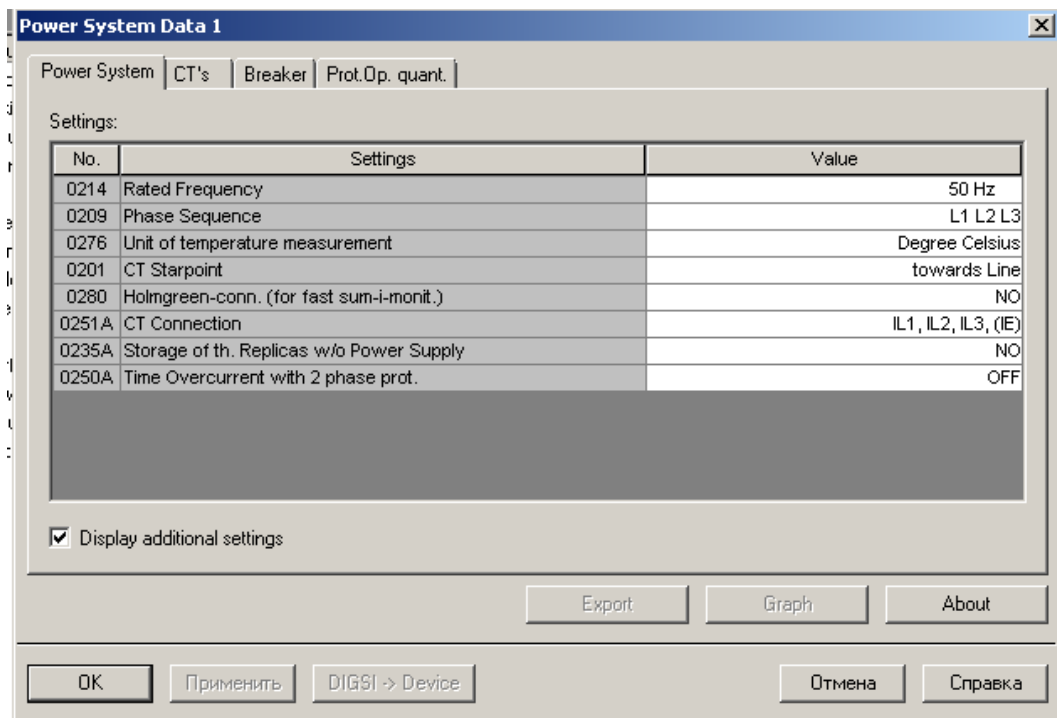 Power System Data 1
Power System CT's Breaker Prot.Op. quant.
Settings:
No. Settings Value
0214 Rated Frequency 50 Hz
0209 Phase Sequence L1 L2 L3
0276 Unit of temperature measurement Degree Celsius
0201 CT Starpoint towards Line
0280 Holmgreen-conn. (for fast sum-i-monit.) NO
0251A CT Connection IL1, IL2, IL3, (IE)
0235A Storage of th. Replicas w/o Power Supply NO
0250A Time Overcurrent with 2 phase prot. OFF
Display additional settings
Export Graph About
OK Применить DIGSI -> Device Отмена Справка